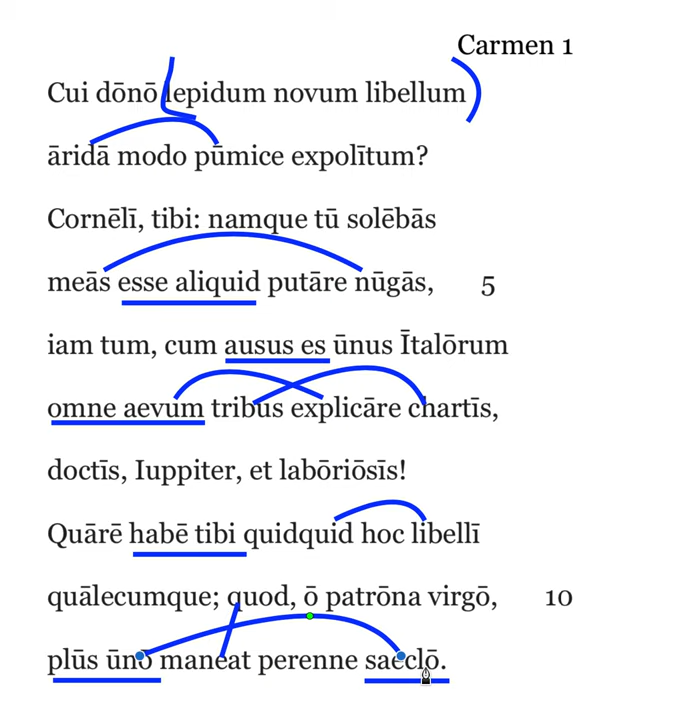 Carmen 1
Cui dōnō lepidum novum libellum
āridā modo pūmice expolītum?
Cornēlī, tibi: namque tū solēbās
meās esse aliquid putāre nūgās, 5
iam tum, cum ausus es ūnus Ītalōrum
omne aevum tribus explicāre chartīs,
doctīs, Iuppiter, et labōriōsīs!
Quārē habē tibi quidquid hoc libellī
quālecumque; quod, ō patrōna virgō, 10
plūs ūnō maneat perenne saeclō.